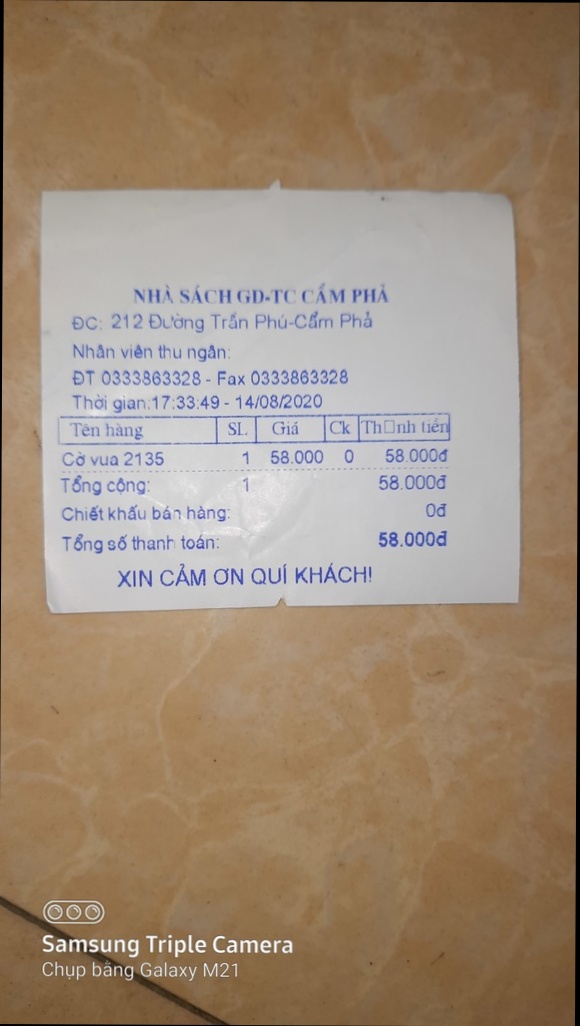 NHÀ SÁCH GD-TC CẨM PHẢ
ĐC: 212 Đường Trần Phú-Cẩm Phả
Nhân viên thu ngân:
ĐT 0333863328 - Fax 0333863328
Thời gian:17:33:49 - 14/08/2020
Tên hàng SL Giá Ck Th□nh tiền
Cờ vua 2135 1 58.000 0 58.000đ
Tổng cộng: 1 58.000đ
Chiết khấu bán hàng: 0đ
Tổng số thanh toán: 58.000đ
XIN CẢM ƠN QUÍ KHÁCH!
Samsung Triple Camera
Chụp bằng Galaxy M21